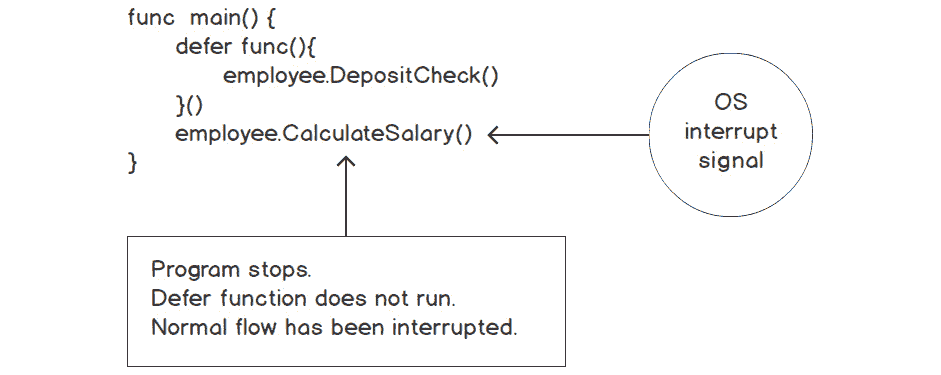 func main() {
defer func(){
employee.DepositCheck()
}()
employee.CalculateSalary()
}
OS
interrupt
signal
Program stops.
Defer function does not run.
Normal flow has been interrupted.